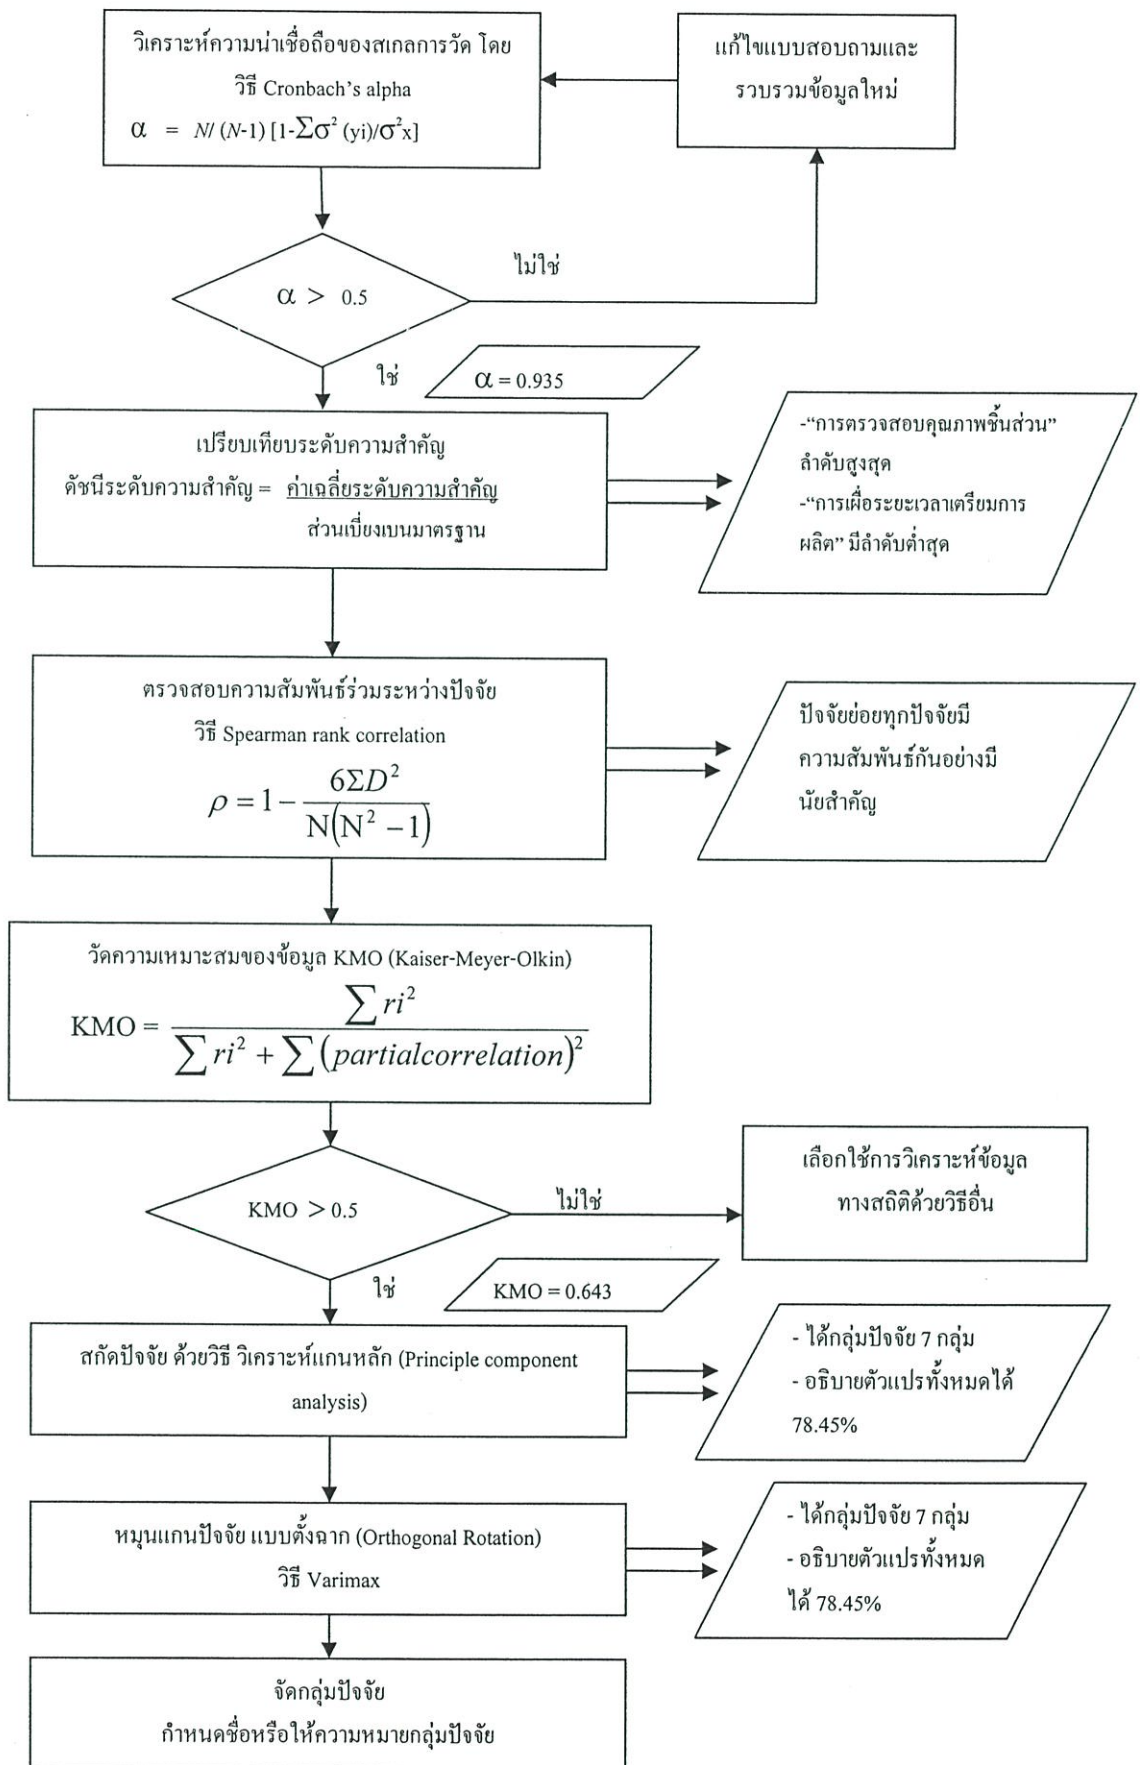 วิเคราะห์ความน่าเชื่อถือของสเกลการวัด โดย
วิธี Cronbach's alpha
α = N/ (N-1) [1-Σσ² (yi)/σ²x]
แก้ไขแบบสอบถามและ
รวบรวมข้อมูลใหม่
α > 0.5
ไม่ใช่
ใช่
α = 0.935
เปรียบเทียบระดับความสำคัญ
ดัชนีระดับความสำคัญ = ค่าเฉลี่ยระดับความสำคัญ
ส่วนเบี่ยงเบนมาตรฐาน
-“การตรวจสอบคุณภาพชิ้นส่วน”
ลำดับสูงสุด
-“การเผื่อระยะเวลาเตรียมการ
ผลิต” มีลำดับต่ำสุด
ตรวจสอบความสัมพันธ์ร่วมระหว่างปัจจัย
วิธี Spearman rank correlation
ρ = 1 - 6ΣD² / N(N² - 1)
ปัจจัยย่อยทุกปัจจัยมี
ความสัมพันธ์กันอย่างมี
นัยสำคัญ
วัดความเหมาะสมของข้อมูล KMO (Kaiser-Meyer-Olkin)
KMO = ∑ ri² / ∑ ri² + ∑ (partialcorrelation)²
KMO > 0.5
ไม่ใช่
เลือกใช้การวิเคราะห์ข้อมูล
ทางสถิติด้วยวิธีอื่น
ใช่
KMO = 0.643
สกัดปัจจัย ด้วยวิธี วิเคราะห์แกนหลัก (Principle component
analysis)
- ได้กลุ่มปัจจัย 7 กลุ่ม
- อธิบายตัวแปรทั้งหมดได้
78.45%
หมุนแกนปัจจัย แบบตั้งฉาก (Orthogonal Rotation)
วิธี Varimax
- ได้กลุ่มปัจจัย 7 กลุ่ม
- อธิบายตัวแปรทั้งหมด
ได้ 78.45%
จัดกลุ่มปัจจัย
กำหนดชื่อหรือให้ความหมายกลุ่มปัจจัย